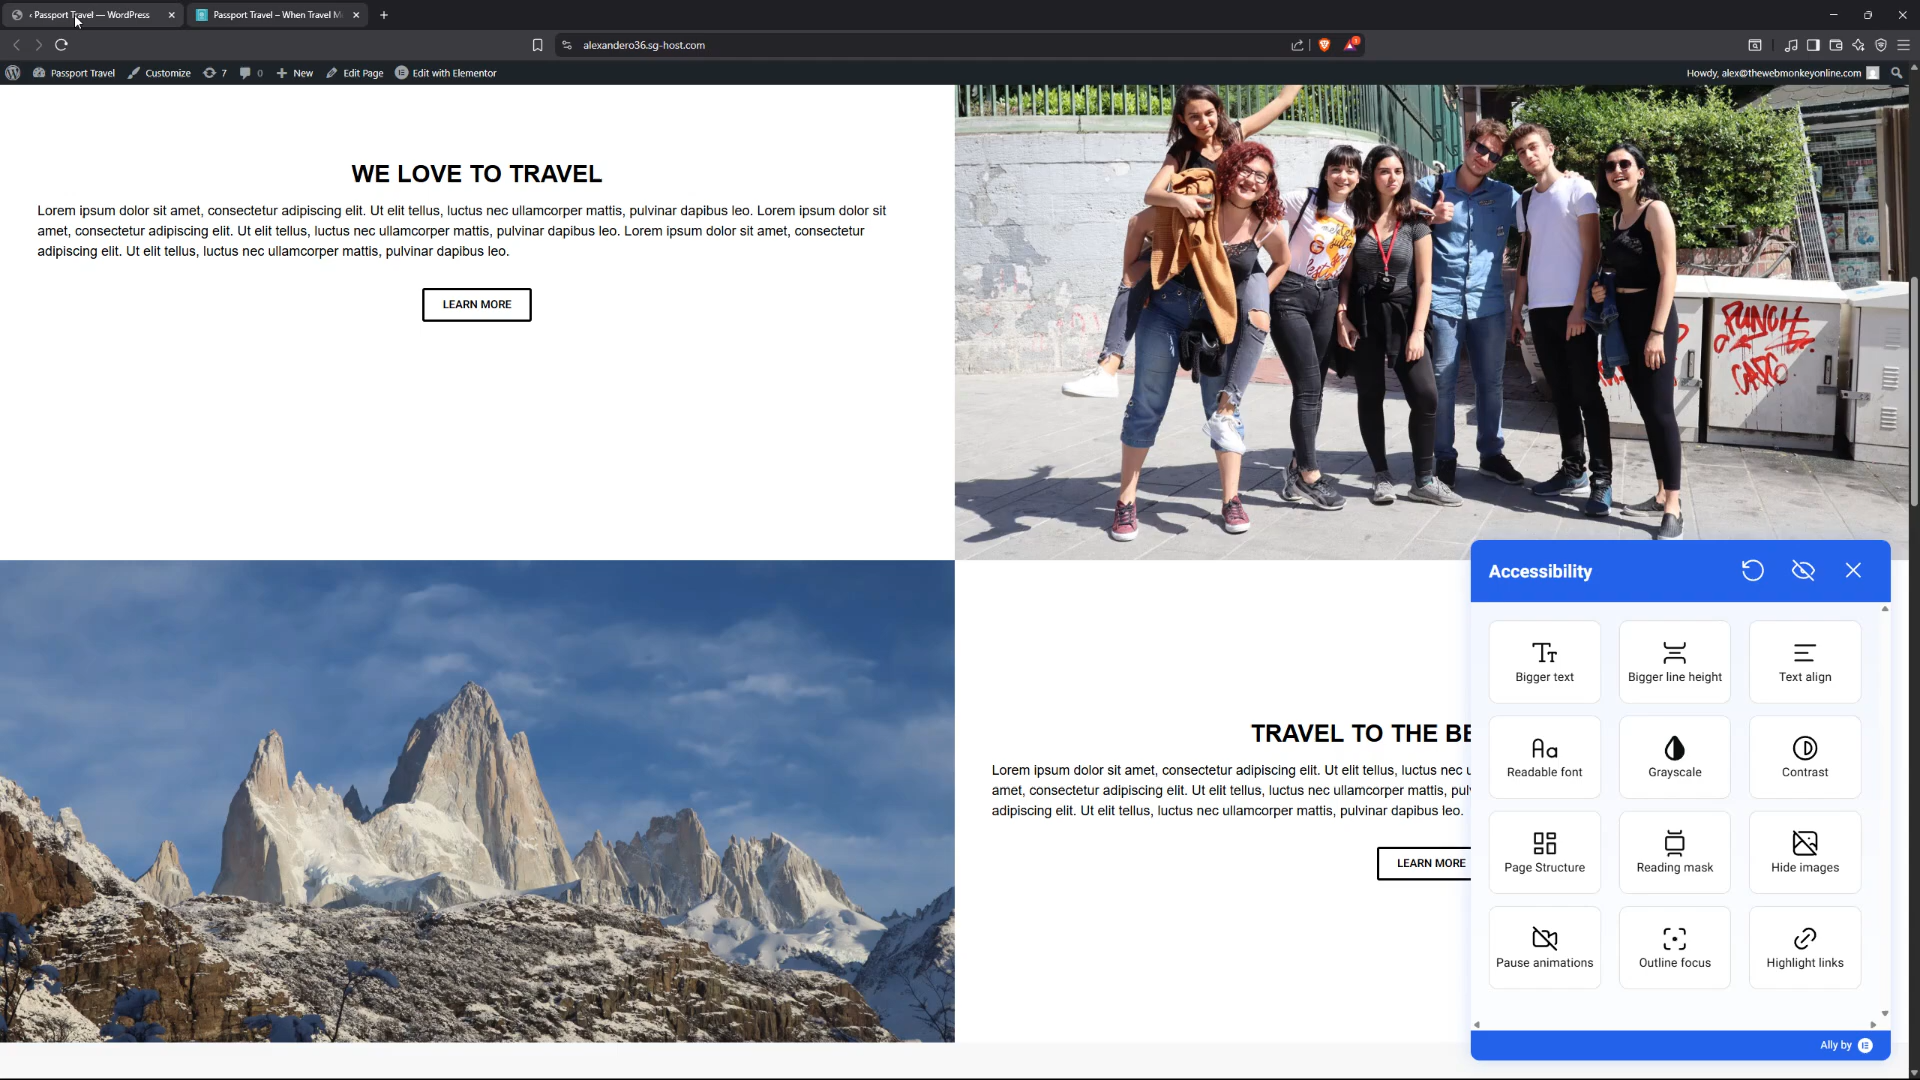 ‹ Passport Travel — WordPress
Passport Travel – When Travel M
alexandero36.sg-host.com
Passport Travel
Customize
7
0
New
Edit Page
Edit with Elementor
Howdy, alex@thewebmonkeyonline.com
WE LOVE TO TRAVEL
Lorem ipsum dolor sit amet, consectetur adipiscing elit. Ut elit tellus, luctus nec ullamcorper mattis, pulvinar dapibus leo. Lorem ipsum dolor sit
amet, consectetur adipiscing elit. Ut elit tellus, luctus nec ullamcorper mattis, pulvinar dapibus leo. Lorem ipsum dolor sit amet, consectetur
adipiscing elit. Ut elit tellus, luctus nec ullamcorper mattis, pulvinar dapibus leo.
LEARN MORE
PUNCH
TRAVEL TO THE BE
Lorem ipsum dolor sit amet, consectetur adipiscing elit. Ut elit tellus, luctus nec u
amet, consectetur adipiscing elit. Ut elit tellus, luctus nec ullamcorper mattis, pul
adipiscing elit. Ut elit tellus, luctus nec ullamcorper mattis, pulvinar dapibus leo.
LEARN MORE
Accessibility
Bigger text
Bigger line height
Text align
Readable font
Grayscale
Contrast
Page Structure
Reading mask
Hide images
Pause animations
Outline focus
Highlight links
Ally by